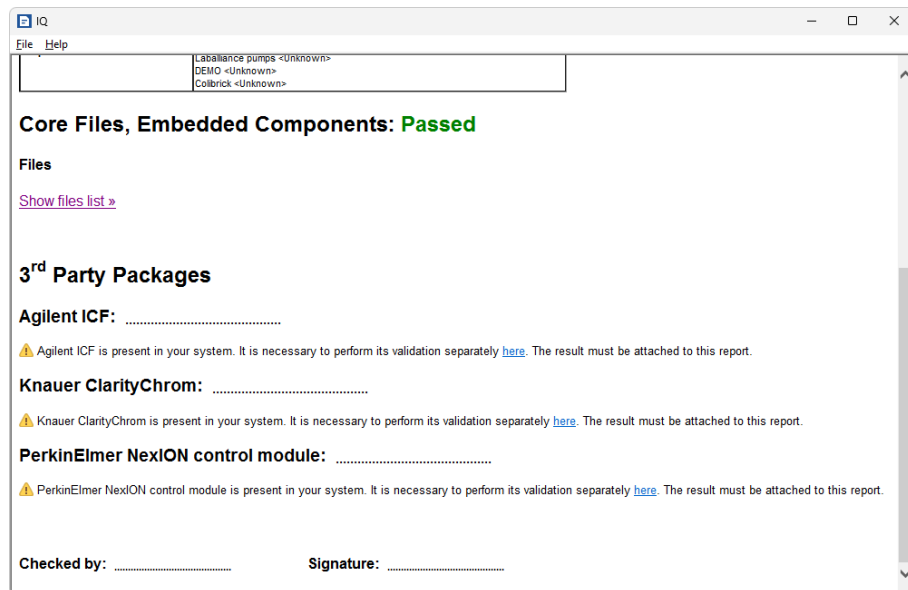 IQ
File Help
Laballiance pumps <Unknown>
DEMO <Unknown>
Colibrick <Unknown>
Core Files, Embedded Components: Passed
Files
Show files list »
3rd Party Packages
Agilent ICF: ............................................
Agilent ICF is present in your system. It is necessary to perform its validation separately here. The result must be attached to this report.
Knauer ClarityChrom: ............................................
Knauer ClarityChrom is present in your system. It is necessary to perform its validation separately here. The result must be attached to this report.
PerkinElmer NexION control module: ............................................
PerkinElmer NexION control module is present in your system. It is necessary to perform its validation separately here. The result must be attached to this report.
Checked by: ............................................ Signature: ............................................